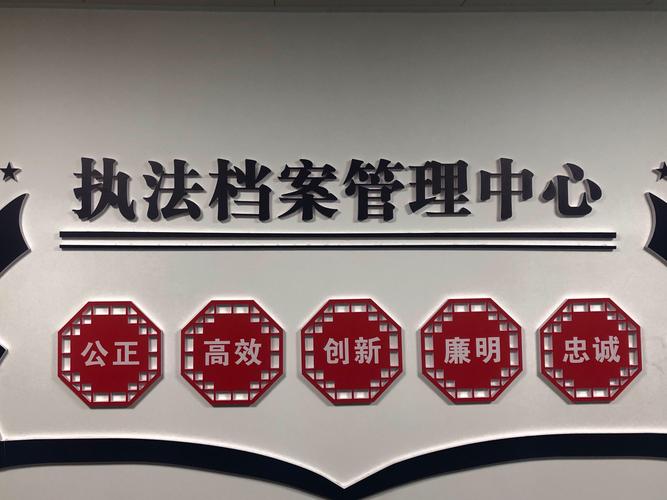 执法档案管理中心
公正 高效 创新 廉明 忠诚